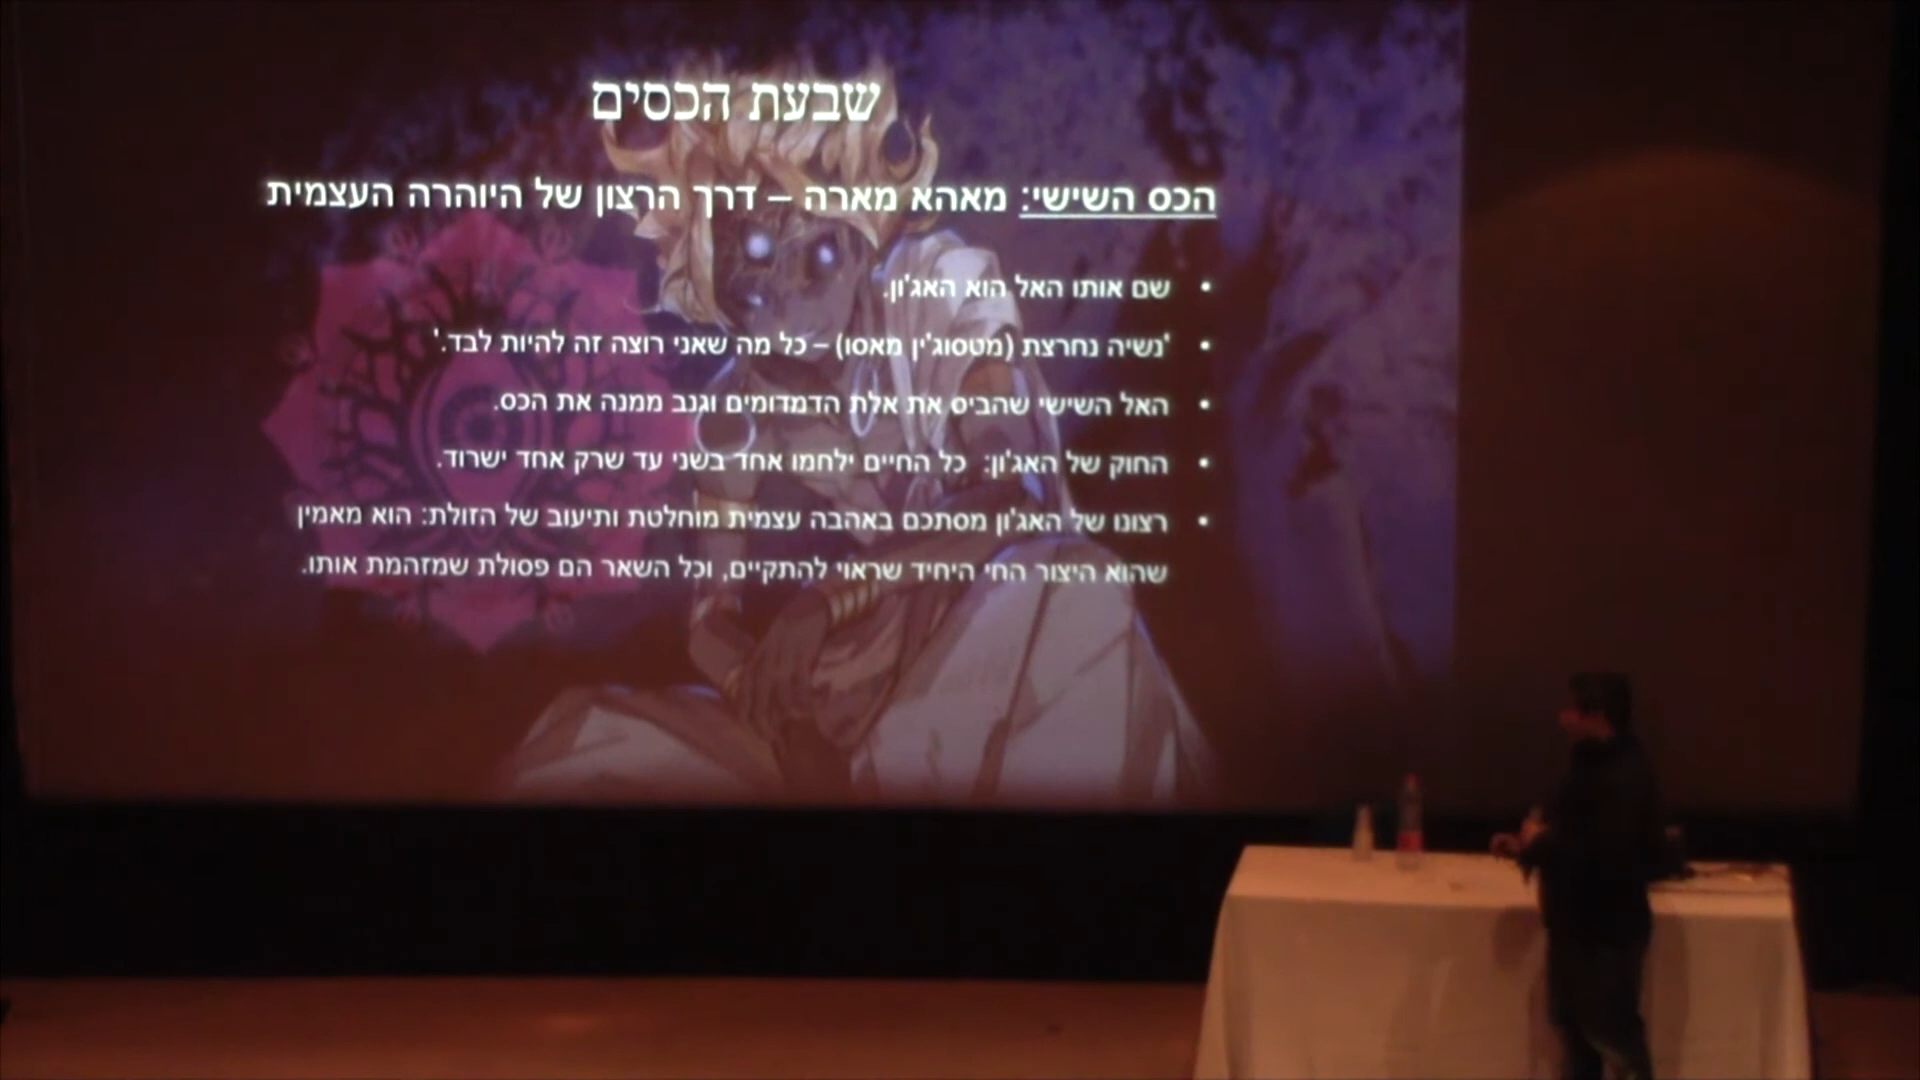 שבעת הכסים
הכס השישי: מאהא מארה – דרך הרצון של היוהרה העצמית
• שם אותו האל הוא האג'ון.
• 'נשיה נחרצת (מטסוג'ין מאסו) – כל מה שאני רוצה זה להיות לבד.'
• האל השישי שהביס את אלת הדמדומים וגנב ממנה את הכס.
• החוק של האג'ון: כל החיים ילחמו אחד בשני עד שרק אחד ישרוד.
• רצונו של האג'ון מסתכם באהבה עצמית מוחלטת ותיעוב של הזולת: הוא מאמין
שהוא היצור החי היחיד שראוי להתקיים, וכל השאר הם פסולת שמזהמת אותו.